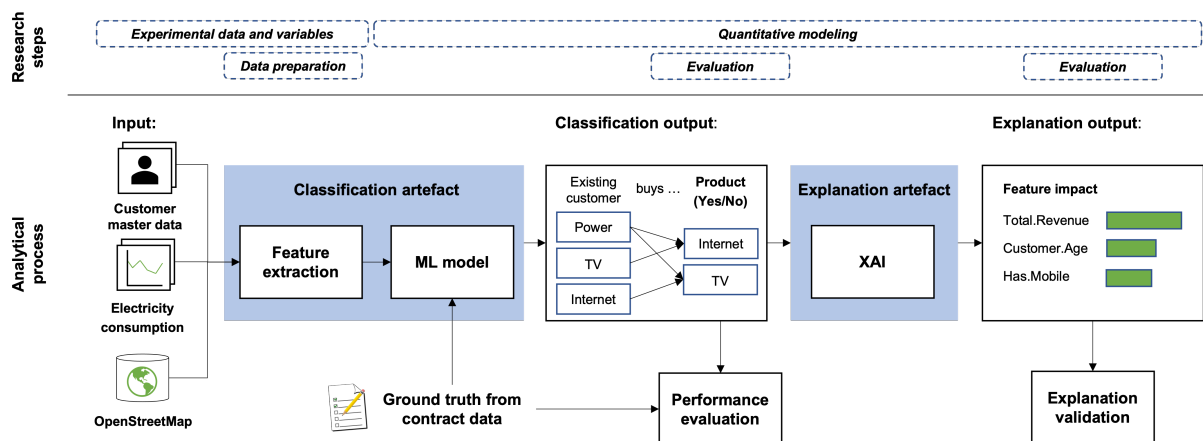 Research
steps
Experimental data and variables
Quantitative modeling
Data preparation
Evaluation
Evaluation
Analytical
process
Input:
Classification output:
Explanation output:
Customer
master data
Electricity
consumption
OpenStreetMap
Classification artefact
Feature
extraction
ML model
Existing
customer
buys ...
Product
(Yes/No)
Power
TV
Internet
Internet
TV
Explanation artefact
XAI
Feature impact
Total.Revenue
Customer.Age
Has.Mobile
Ground truth from
contract data
Performance
evaluation
Explanation
validation